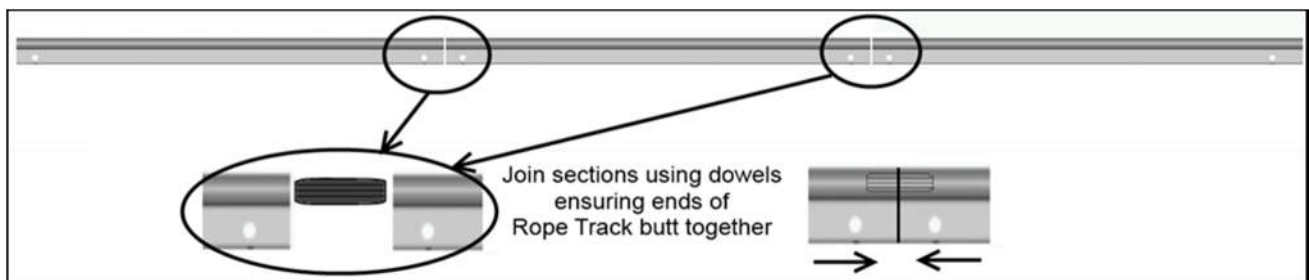 Join sections using dowels
ensuring ends of
Rope Track butt together